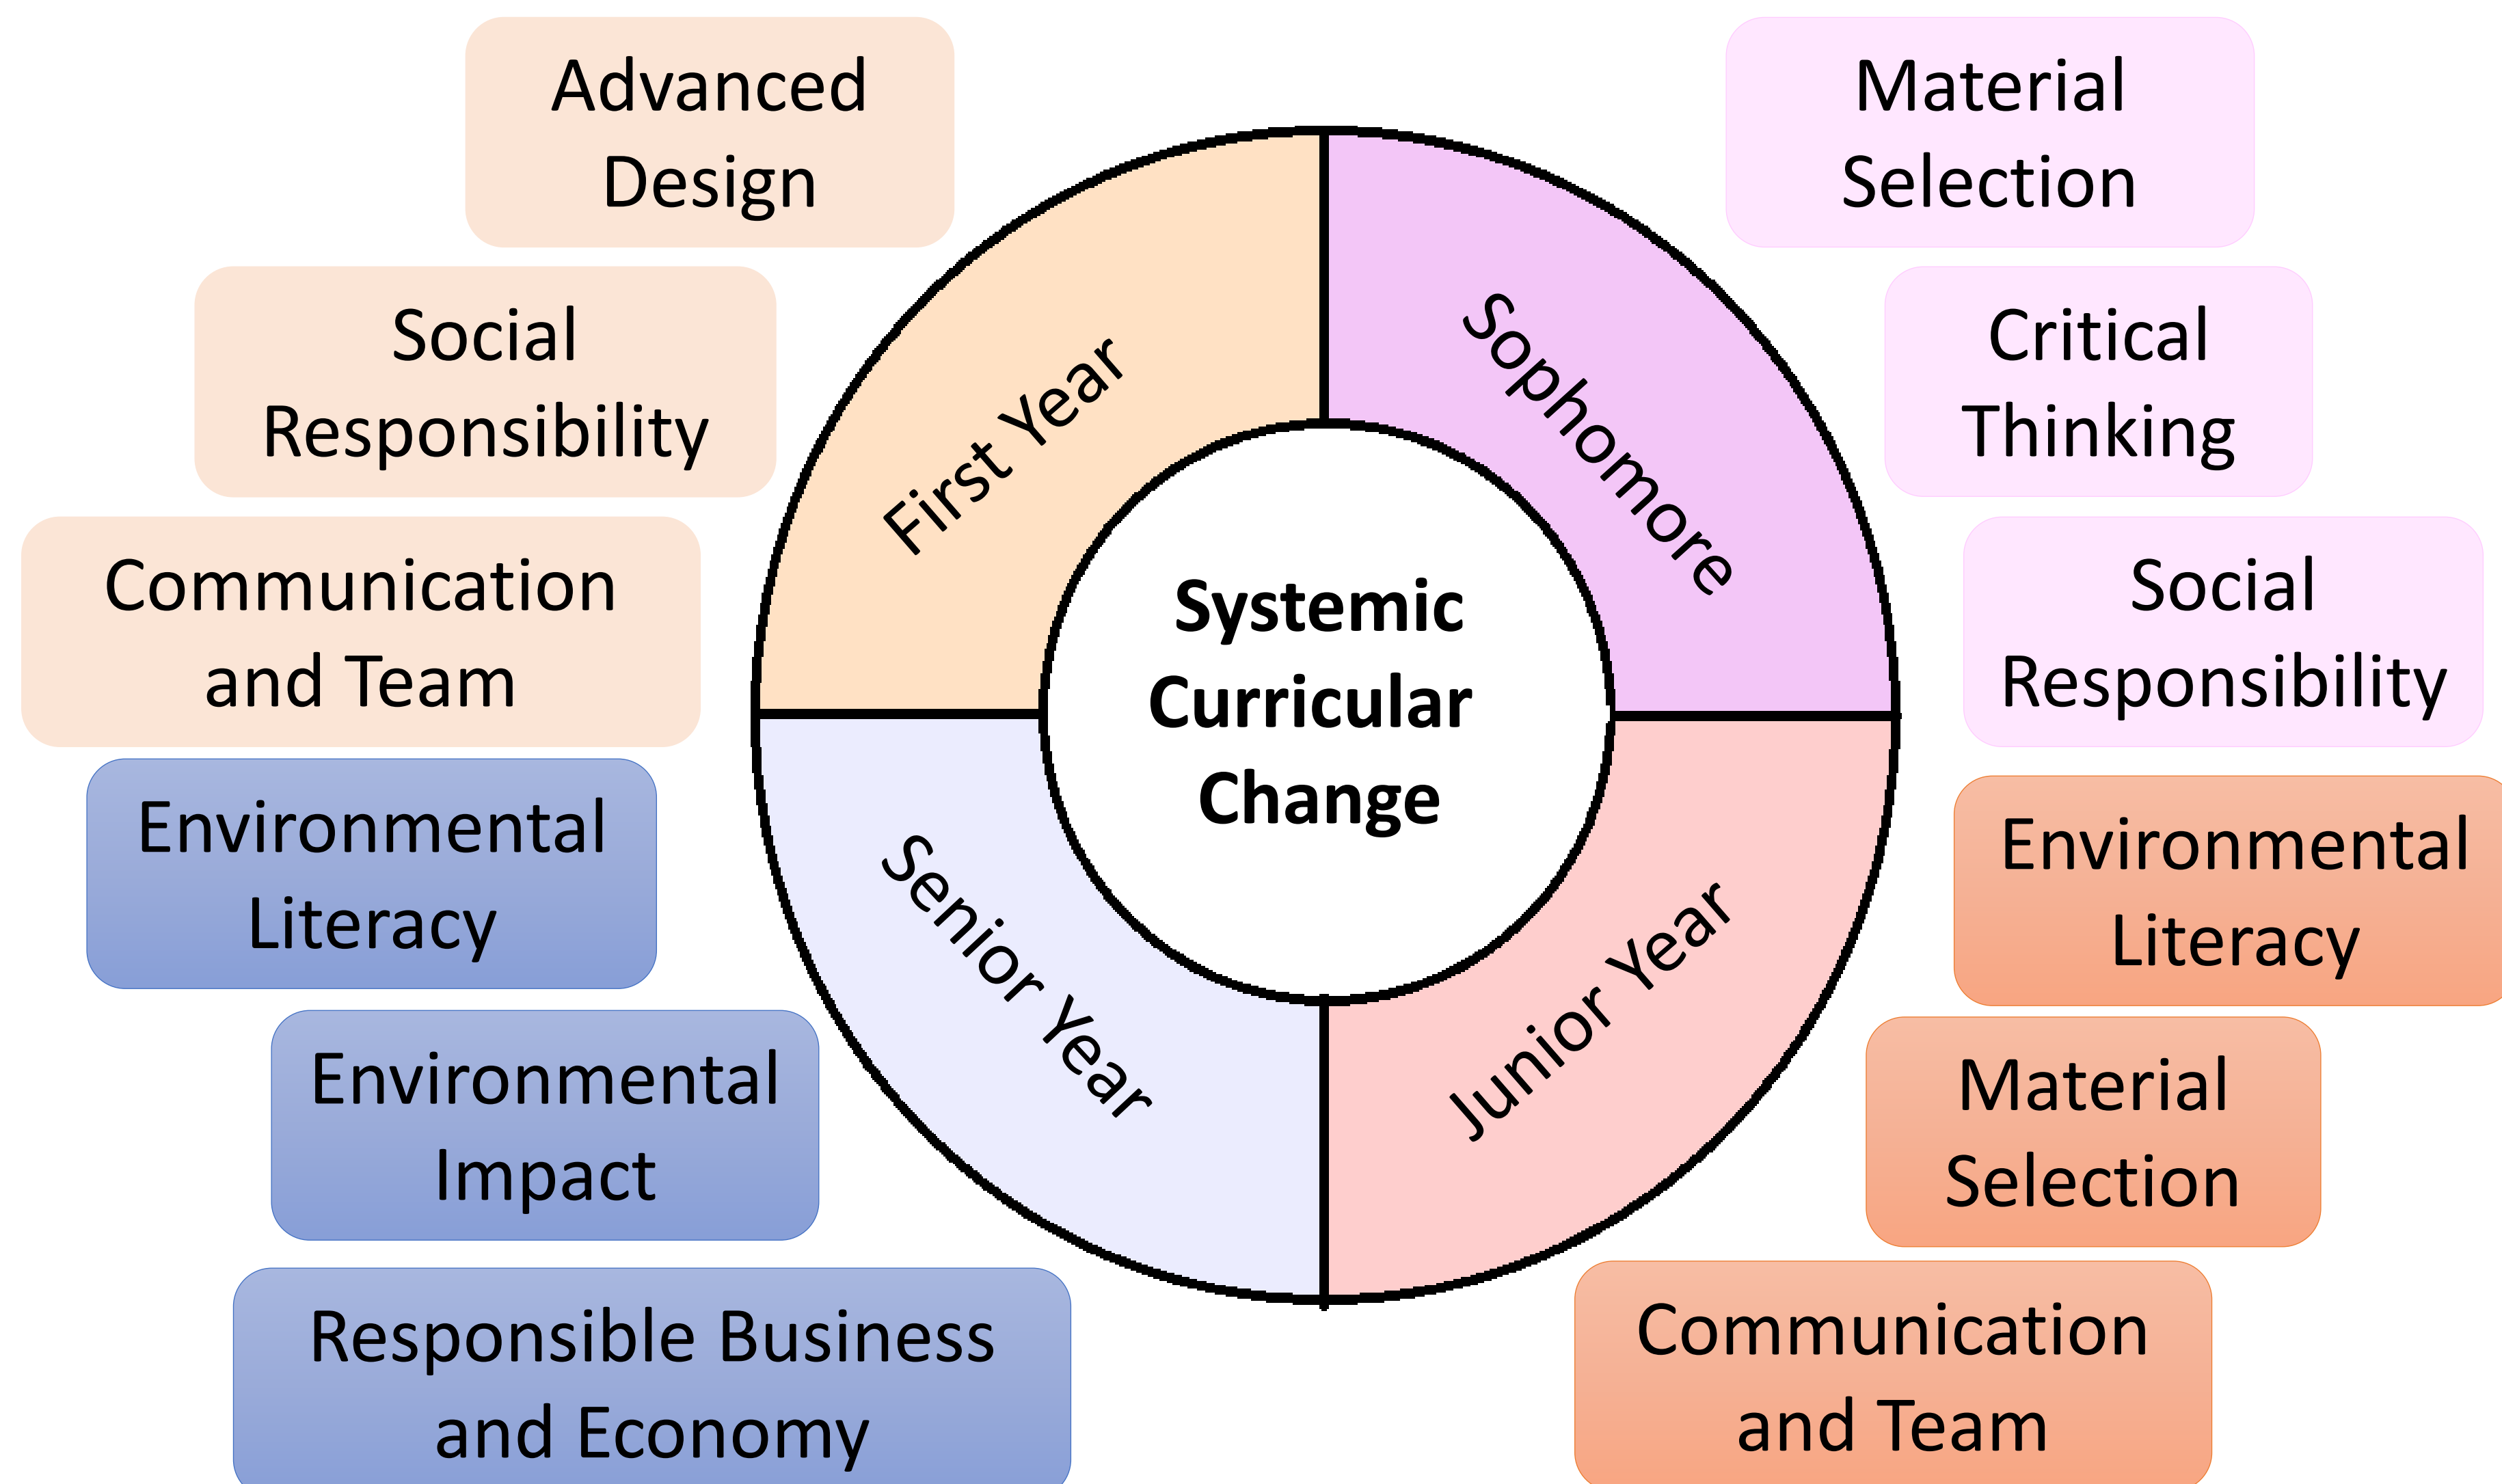 Advanced
Design
Social
Responsibility
Communication
and Team
Environmental
Literacy
Environmental
Impact
Responsible Business
and Economy
First Year
Sophomore
Systemic
Curricular
Change
Senior Year
Junior Year
Material
Selection
Critical
Thinking
Social
Responsibility
Environmental
Literacy
Material
Selection
Communication
and Team